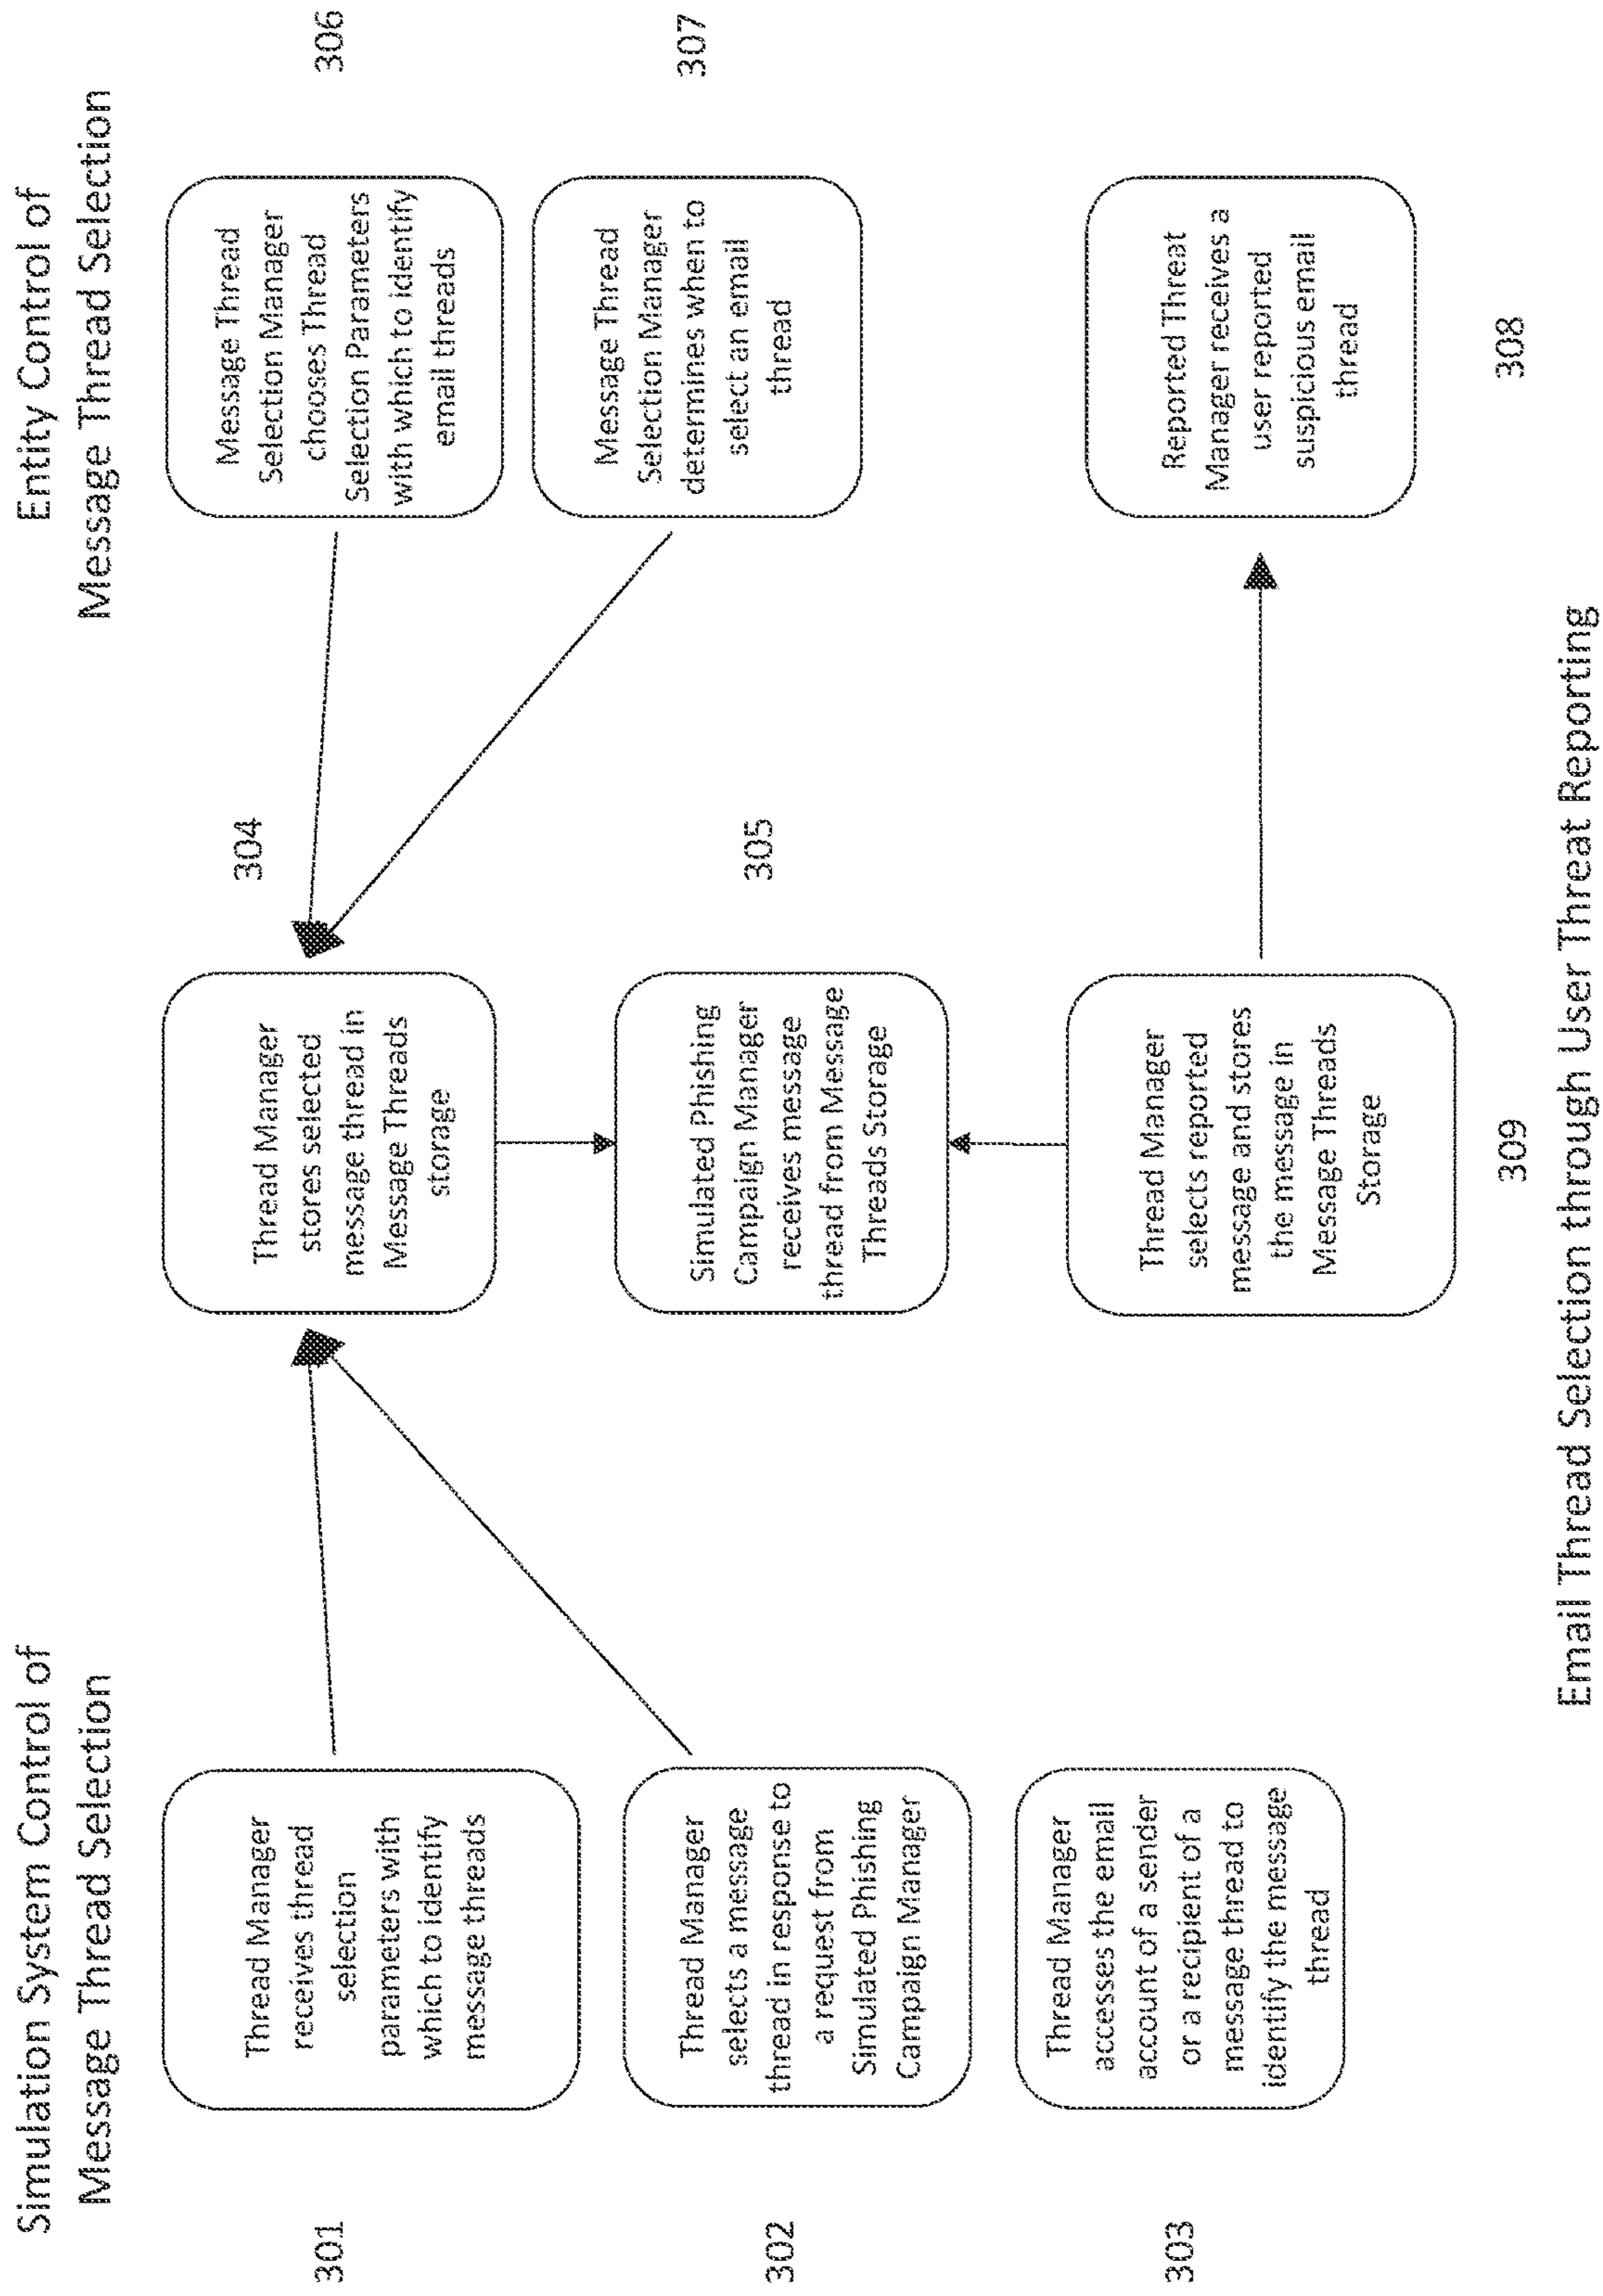 Simulation System Control of
Message Thread Selection
Entity Control of
Message Thread Selection
301
Thread Manager
receives thread
selection
parameters with
which to identify
message threads
302
Thread Manager
selects a message
thread in response to
a request from
Simulated Phishing
Campaign Manager
303
Thread Manager
accesses the email
account of a sender
or a recipient of a
message thread to
identify the message
thread
304
Thread Manager
stores selected
message thread in
Message Threads
storage
305
Simulated Phishing
Campaign Manager
receives message
thread from Message
Threads Storage
Thread Manager
selects reported
message and stores
the message in
Message Threads
Storage
309
306
Message Thread
Selection Manager
chooses Thread
Selection Parameters
with which to identify
email threads
307
Message Thread
Selection Manager
determines when to
select an email
thread
Reported Threat
Manager receives a
user reported
suspicious email
thread
308
Email Thread Selection through User Threat Reporting